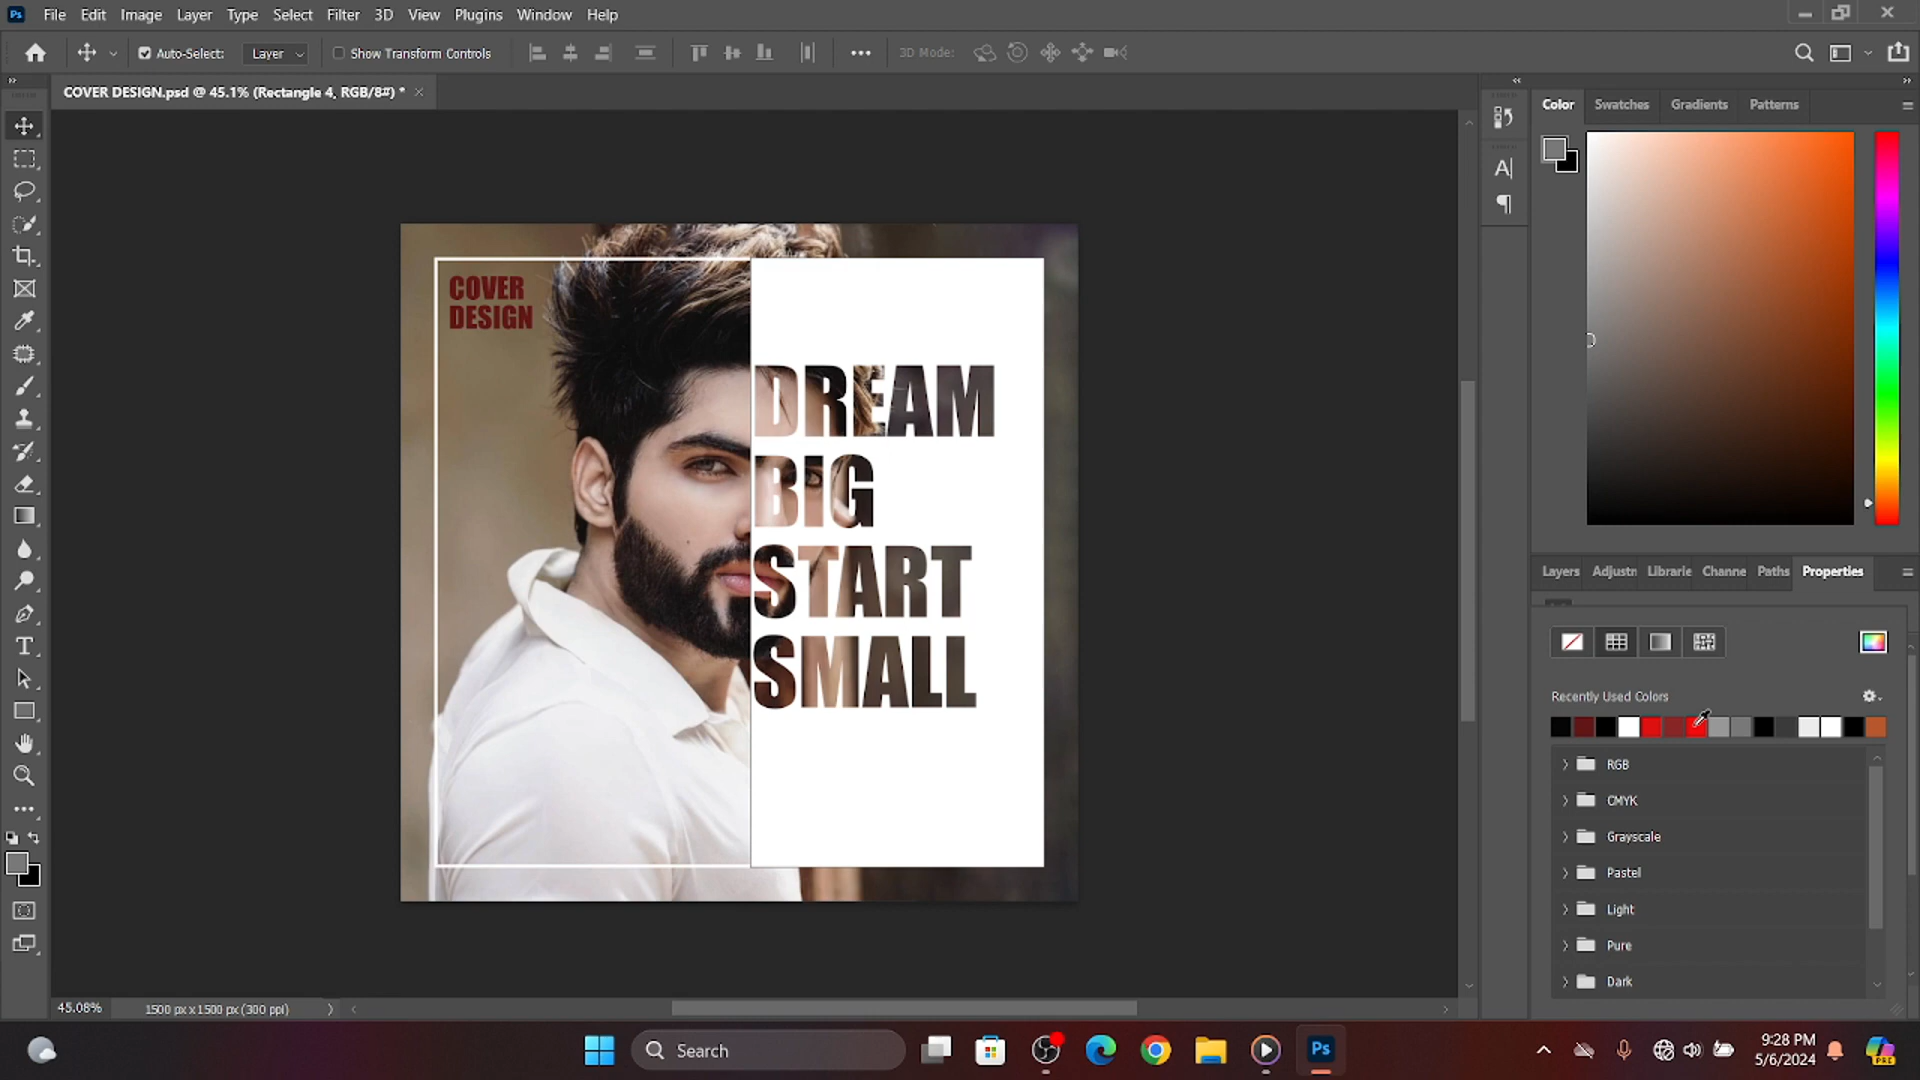 Ps File Edit Image Layer Type Select Filter 3D View Plugins Window Help
Auto-Select: Layer Show Transform Controls 3D Mode:
COVER DESIGN.psd @ 45.1% (Rectangle 4, RGB/8#) *
Color Swatches Gradients Patterns
COVER
DESIGN
DREAM
BIG
START
SMALL
Layers Adjustn Librarie Channe Paths Properties
Recently Used Colors
RGB
CMYK
Grayscale
Pastel
Light
Pure
Dark
45.08% 1500 px x 1500 px (300 ppi)
Search
Ps
9:28 PM
5/6/2024
PRE